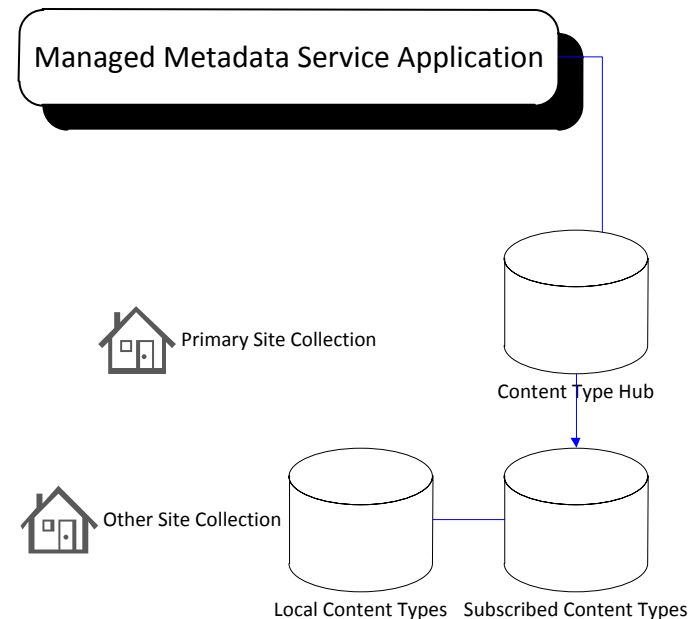 Managed Metadata Service Application
Primary Site Collection
Content Type Hub
Other Site Collection
Local Content Types
Subscribed Content Types